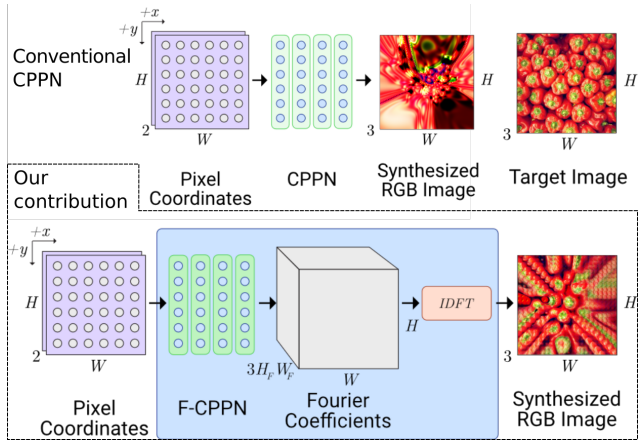 +x
+y
Conventional
CPPN
H
2
W
3
W
H
3
W
H
Pixel
Coordinates
CPPN
Synthesized
RGB Image
Target Image
Our
contribution
+x
+y
H
2
W
3H_F W_F
W
H
IDFT
3
W
H
Pixel
Coordinates
F-CPPN
Fourier
Coefficients
Synthesized
RGB Image